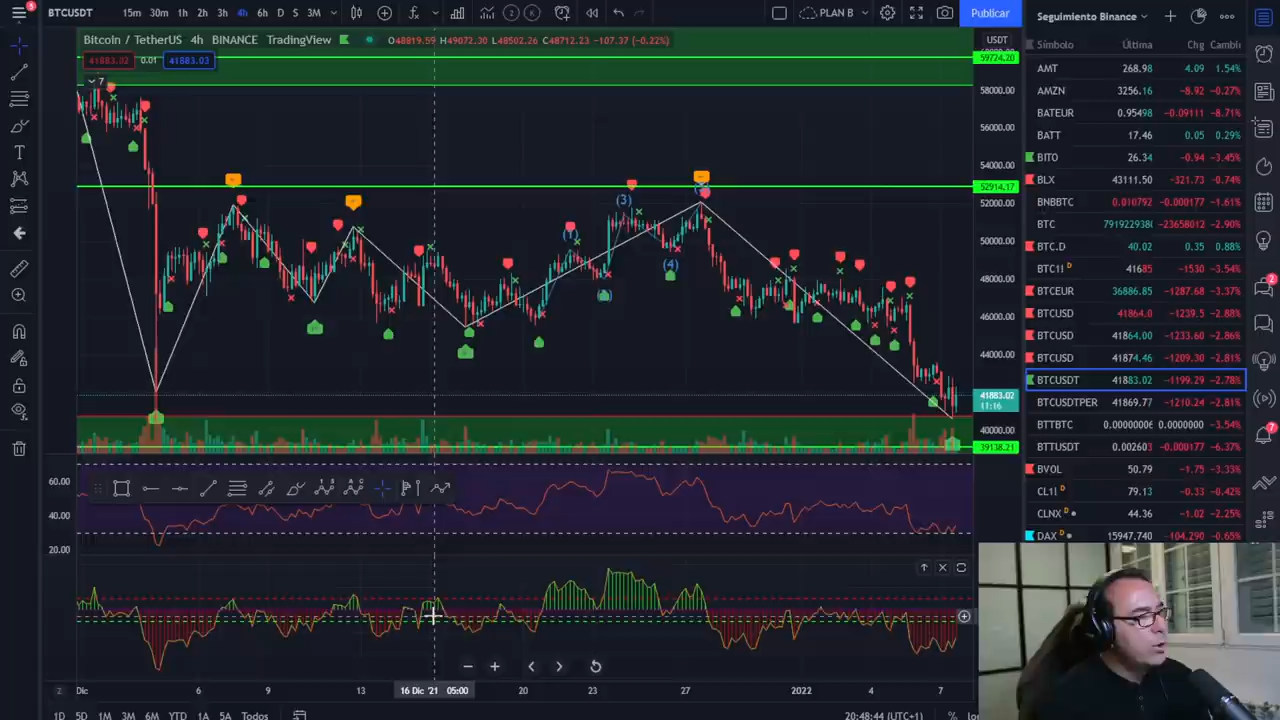 3
BTCUSDT 15m 30m 1h 2h 3h 4h 6h D S 3M 2 K PLAN B Publicar
Bitcoin / TetherUS 4h BINANCE TradingView O48819.59 H49072.30 L48502.26 C48712.23 -107.37 (-0.22%)
41883.02 0.01 41883.03
7
USDT
59724.20
58000.00
56000.00
54000.00
52914.17
52000.00
50000.00
48000.00
46000.00
44000.00
41883.02
11:16
40000.00
39138.21
(3)
(4)
60.00
40.00
20.00
Dic 6 9 13 16 Dic '21 05:00 20 23 27 2022 4 7
1D 5D 1M 3M 6M YTD 1A 5A Todos 20:48:44 (UTC+1) %
Seguimiento Binance
Símbolo Última Chg Cambi
AMT 268.98 4.09 1.54%
AMZN 3256.16 -8.92 -0.27%
BATEUR 0.95498 -0.09111 -8.71%
BATT 17.46 0.05 0.29%
BITO 26.34 -0.94 -3.45%
BLX 43111.50 -321.73 -0.74%
BNBBTC 0.010792 -0.000177 -1.61%
BTC 791922938 -23658012 -2.90%
BTC.D 40.02 0.35 0.88%
BTC1! D 41685 -1530 -3.54%
BTCEUR 36886.85 -1287.68 -3.37%
BTCUSD 41864.0 -1239.5 -2.88%
BTCUSD 41864.00 -1233.60 -2.86%
BTCUSD 41874.46 -1209.30 -2.81%
BTCUSDT 41883.02 -1199.29 -2.78%
BTCUSDTPER 41869.77 -1210.24 -2.81%
BTTBTC 0.0000000 0.0000000 -3.54%
BTTUSDT 0.002603 -0.000177 -6.37%
BVOL 50.79 -1.75 -3.33%
CL1! D 79.13 -0.33 -0.42%
CLNX D 44.36 -1.02 -2.25%
DAX D 15947.740 -104.290 -0.65%
2
7